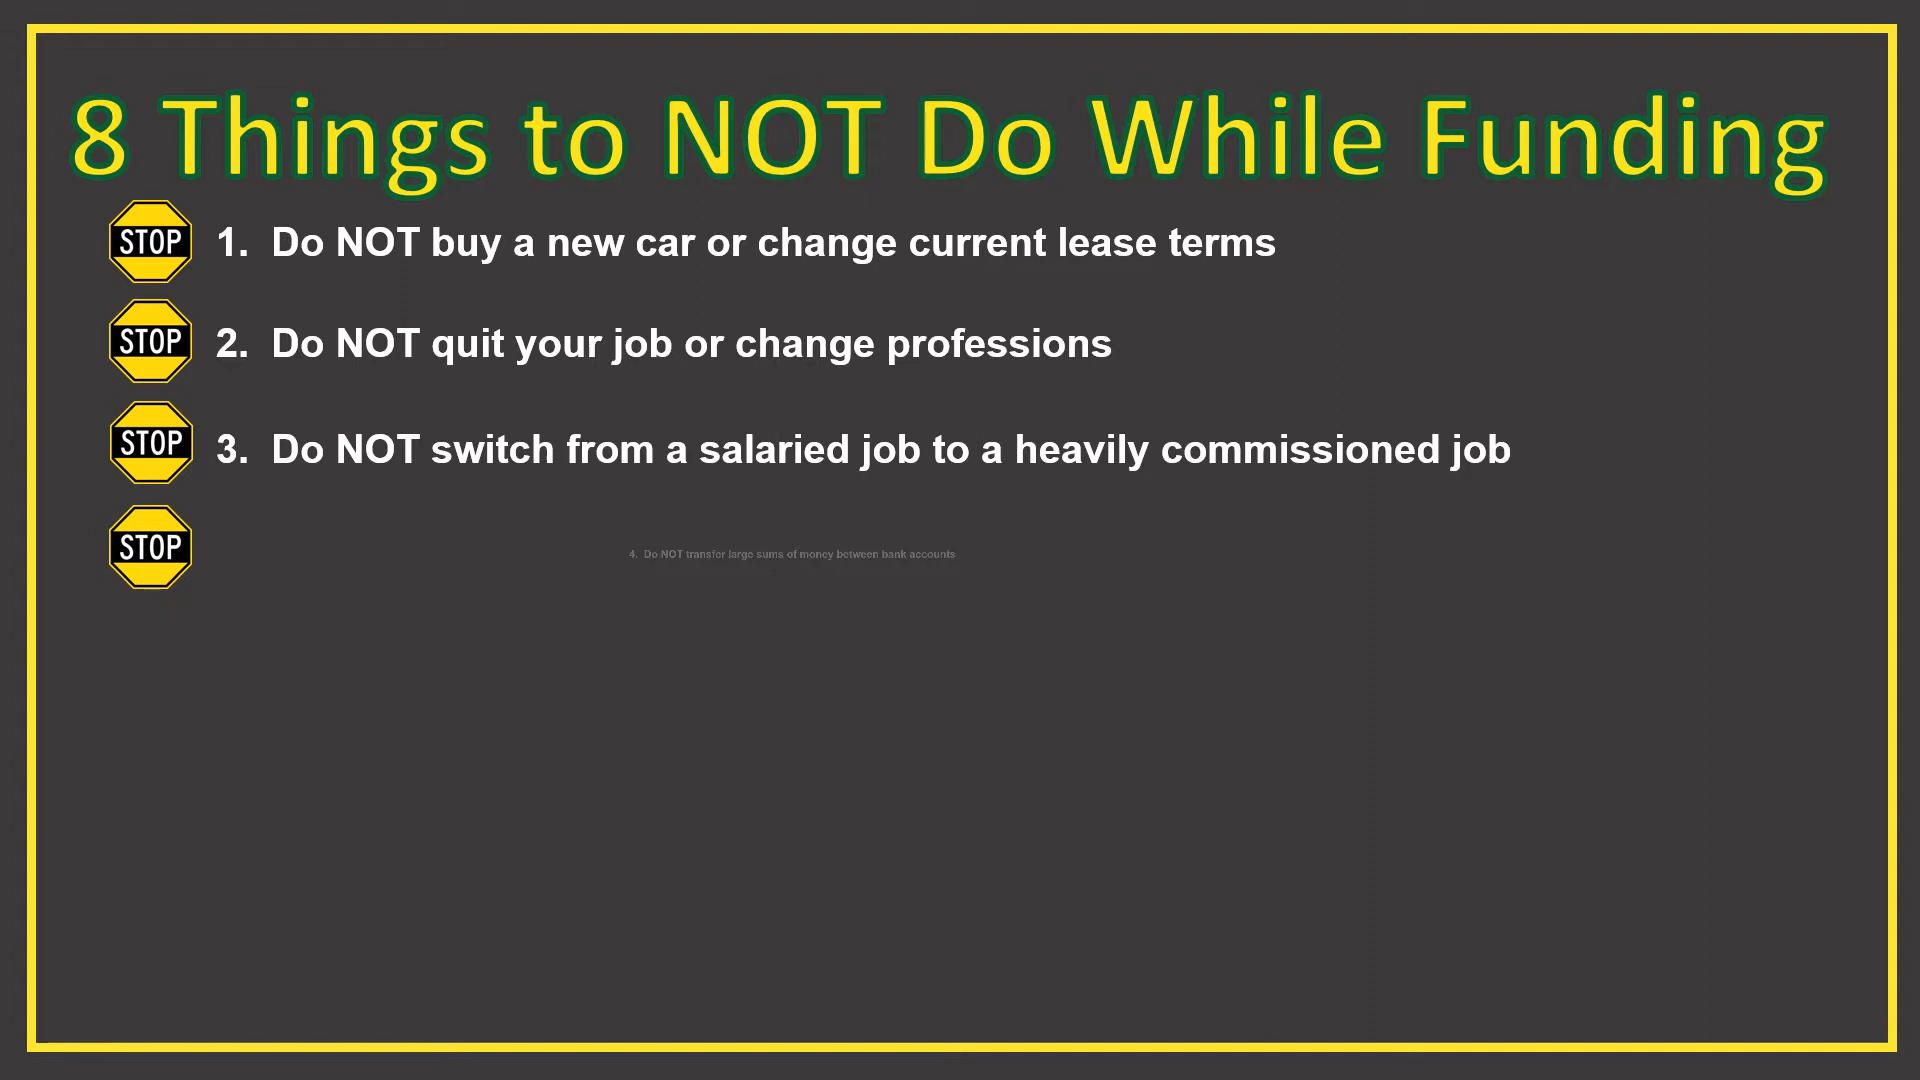 8 Things to NOT Do While Funding
STOP 1. Do NOT buy a new car or change current lease terms
STOP 2. Do NOT quit your job or change professions
STOP 3. Do NOT switch from a salaried job to a heavily commissioned job
STOP 4. Do NOT transfer large sums of money between bank accounts